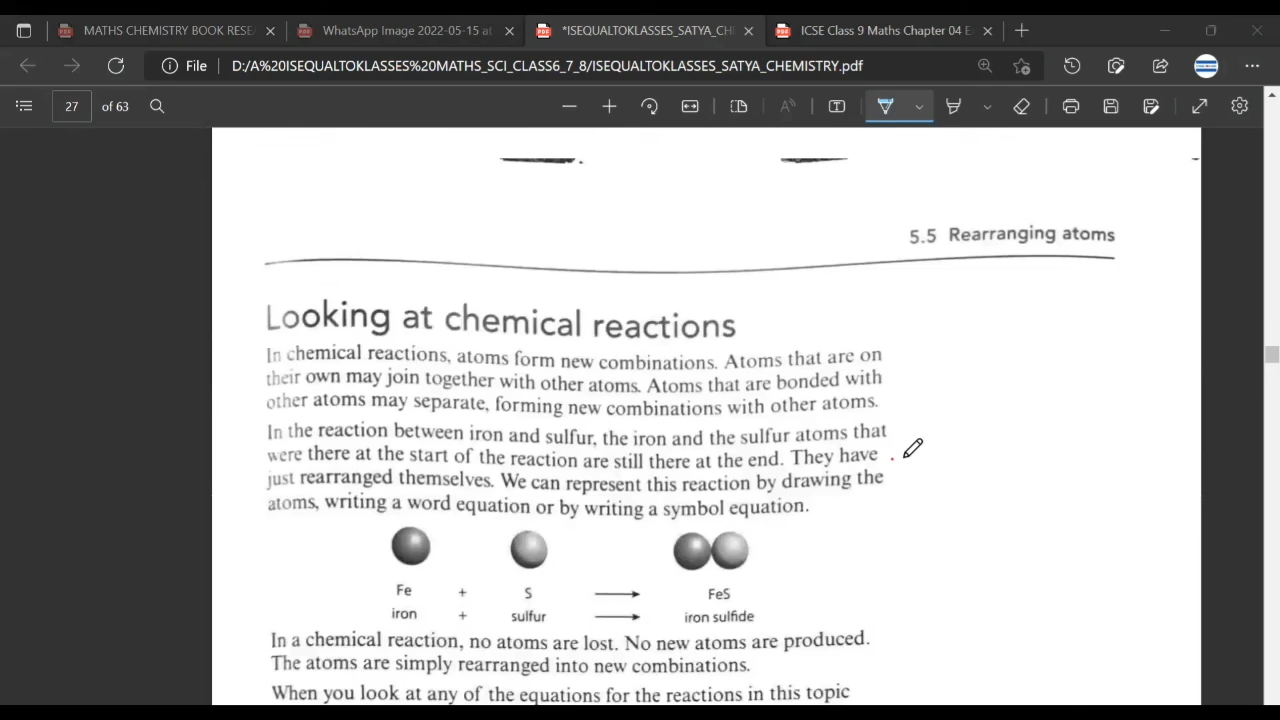 MATHS CHEMISTRY BOOK RESE
WhatsApp Image 2022-05-15 at
*ISEQUALTOKLASSES_SATYA_CHE
ICSE Class 9 Maths Chapter 04 E
File
D:/A%20ISEQUALTOKLASSES%20MATHS_SCI_CLASS6_7_8/ISEQUALTOKLASSES_SATYA_CHEMISTRY.pdf
27 of 63
5.5 Rearranging atoms
Looking at chemical reactions
In chemical reactions, atoms form new combinations. Atoms that are on
their own may join together with other atoms. Atoms that are bonded with
other atoms may separate, forming new combinations with other atoms.
In the reaction between iron and sulfur, the iron and the sulfur atoms that
were there at the start of the reaction are still there at the end. They have
just rearranged themselves. We can represent this reaction by drawing the
atoms, writing a word equation or by writing a symbol equation.
Fe + S ⟶ FeS
iron + sulfur ⟶ iron sulfide
In a chemical reaction, no atoms are lost. No new atoms are produced.
The atoms are simply rearranged into new combinations.
When you look at any of the equations for the reactions in this topic